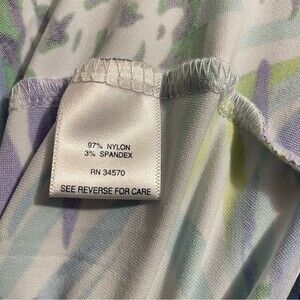 97% NYLON
3% SPANDEX
RN 34570
SEE REVERSE FOR CARE